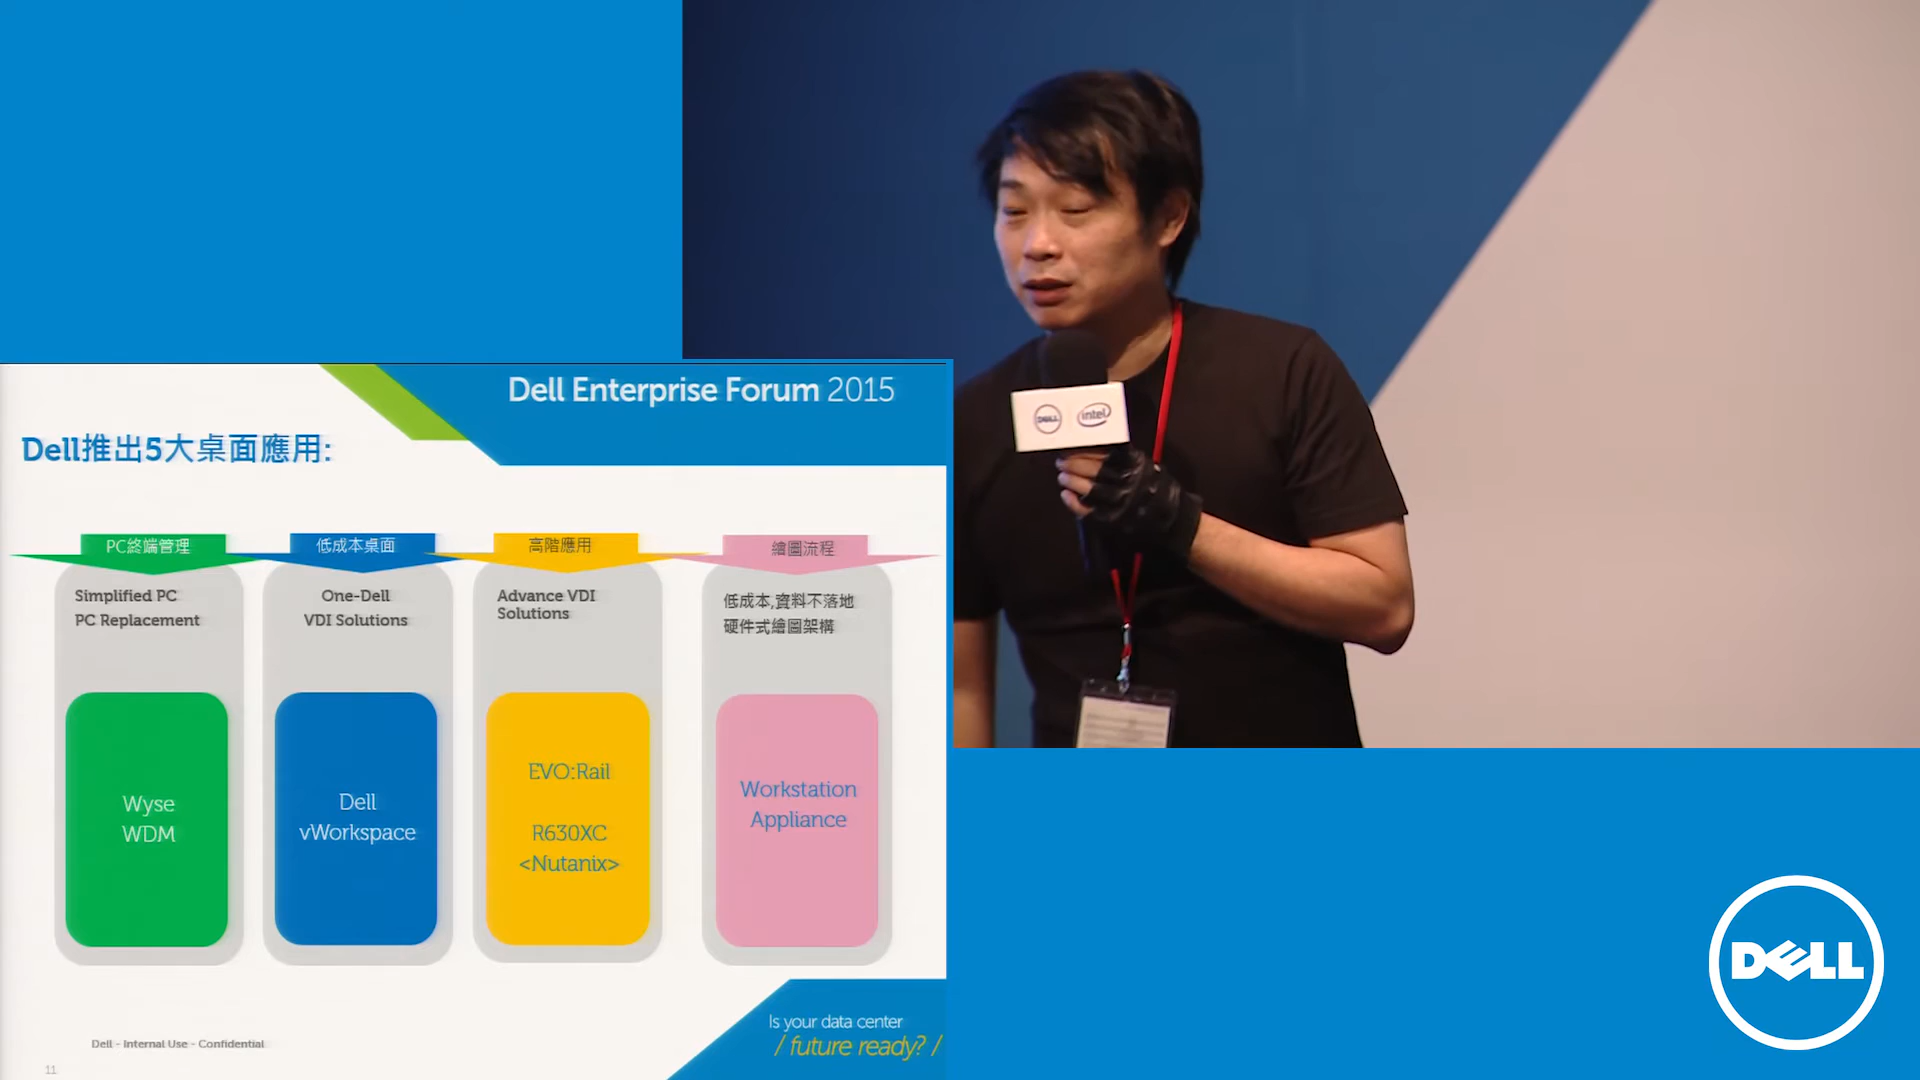 Dell Enterprise Forum 2015
Dell推出5大桌面應用:
PC終端管理
Simplified PC
PC Replacement
Wyse
WDM
低成本桌面
One-Dell
VDI Solutions
Dell
vWorkspace
高階應用
Advance VDI
Solutions
EVO:Rail
R630XC
<Nutanix>
繪圖流程
低成本,資料不落地
硬件式繪圖架構
Workstation
Appliance
Is your data center
/ future ready? /
Dell - Internal Use - Confidential
11
DELL
intel
DELL